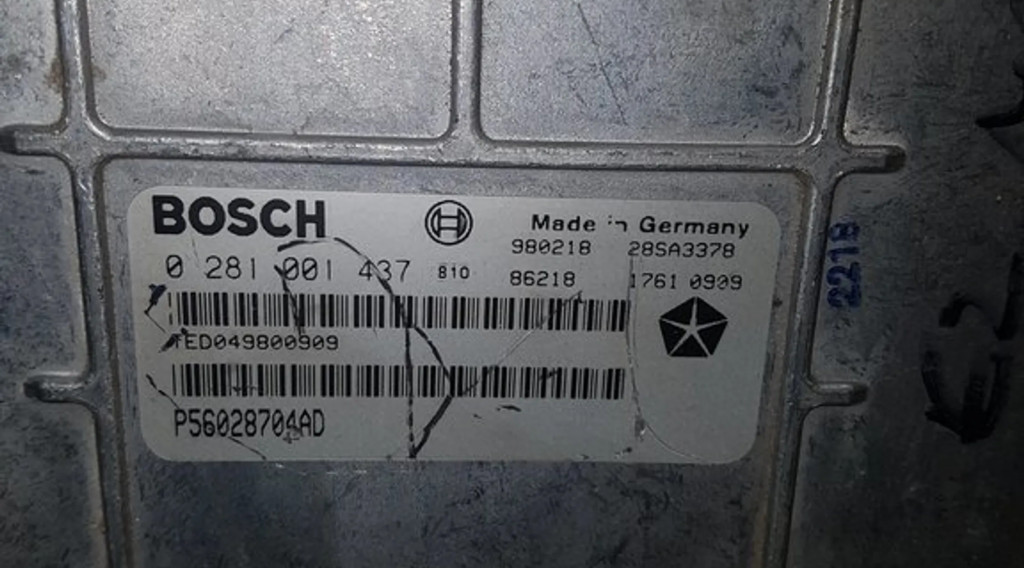 BOSCH
Made in Germany
980218 28SA3378
0 281 001 437 810
86218 1761 0909
TED049800909
P56028704AD
2218